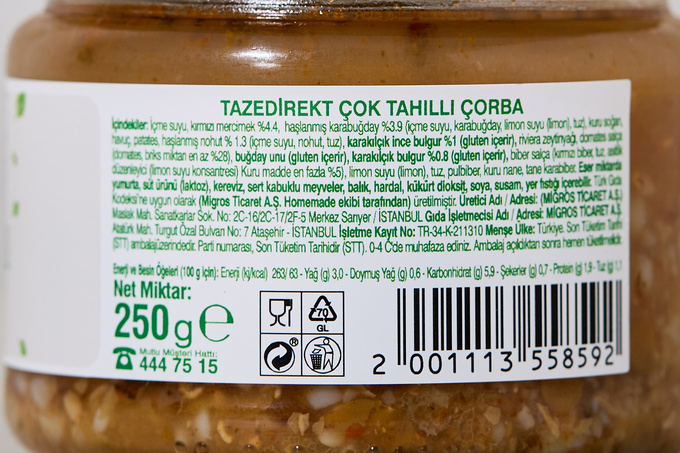 TAZEDİREKT ÇOK TAHILLI ÇORBA
İçindekiler: İçme suyu, kırmızı mercimek %4.4, haşlanmış karabuğday %3.9 (içme suyu, karabuğday, limon suyu (limon), tuz), kuru soğan,
havuç, patates, haşlanmış nohut % 1.3 (içme suyu, nohut, tuz), karakılçık ince bulgur %1 (gluten içerir), riviera zeytinyağı, domates salça
(domates, briks miktarı en az %28), buğday unu (gluten içerir), karakılçık bulgur %0.8 (gluten içerir), biber salça (kırmızı biber, tuz, asitlik
düzenleyici (limon suyu konsantresi) Kuru madde en fazla %5), limon suyu (limon), tuz, pulbiber, kuru nane, tane karabiber. Eser miktarda
yumurta, süt ürünü (laktoz), kereviz, sert kabuklu meyveler, balık, hardal, kükürt dioksit, soya, susam, yer fıstığı içerebilir. Türk Gıda
Kodeksi'ne uygun olarak (Migros Ticaret A.Ş. Homemade ekibi tarafından) üretilmiştir. Üretici Adı / Adresi: (MİGROS TİCARET A.Ş.)
Maslak Mah. Sanatkarlar Sok. No: 2C-16/2C-17/2F-5 Merkez Sarıyer / İSTANBUL Gıda İşletmecisi Adı / Adresi: MİGROS TİCARET A.Ş.
Atatürk Mah. Turgut Özal Bulvarı No: 7 Ataşehir - İSTANBUL İşletme Kayıt No: TR-34-K-211310 Menşe Ülke: Türkiye. Son Tüketim Tarihi
(STT) ambalaj üzerindedir. Parti numarası, Son Tüketim Tarihidir (STT). 0-4 C'de muhafaza ediniz. Ambalaj açıldıktan sonra hemen tüketilmelidir.
Enerji ve Besin Öğeleri (100 g için): Enerji (kj/kcal) 263/ 63 - Yağ (g) 3,0 - Doymuş Yağ (g) 0,6 - Karbonhidrat (g) 5,9 - Şekerler (g) 0,7 - Protein (g) 1,9 - Tuz (g) 1,1
Net Miktar:
250 g e
70
GL
®
Mutlu Müşteri Hattı:
444 75 15
2 001113 558592